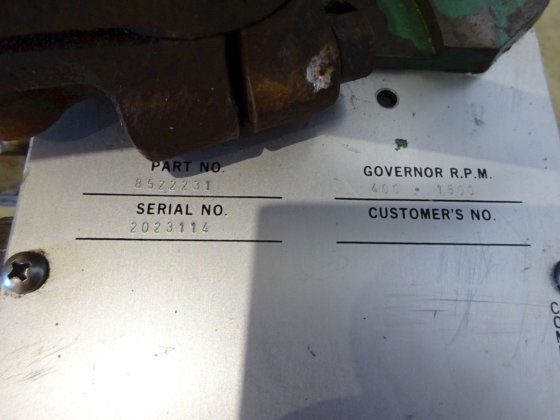 PART NO.
8522231
GOVERNOR R.P.M.
400 - 1500
SERIAL NO.
2023114
CUSTOMER'S NO.